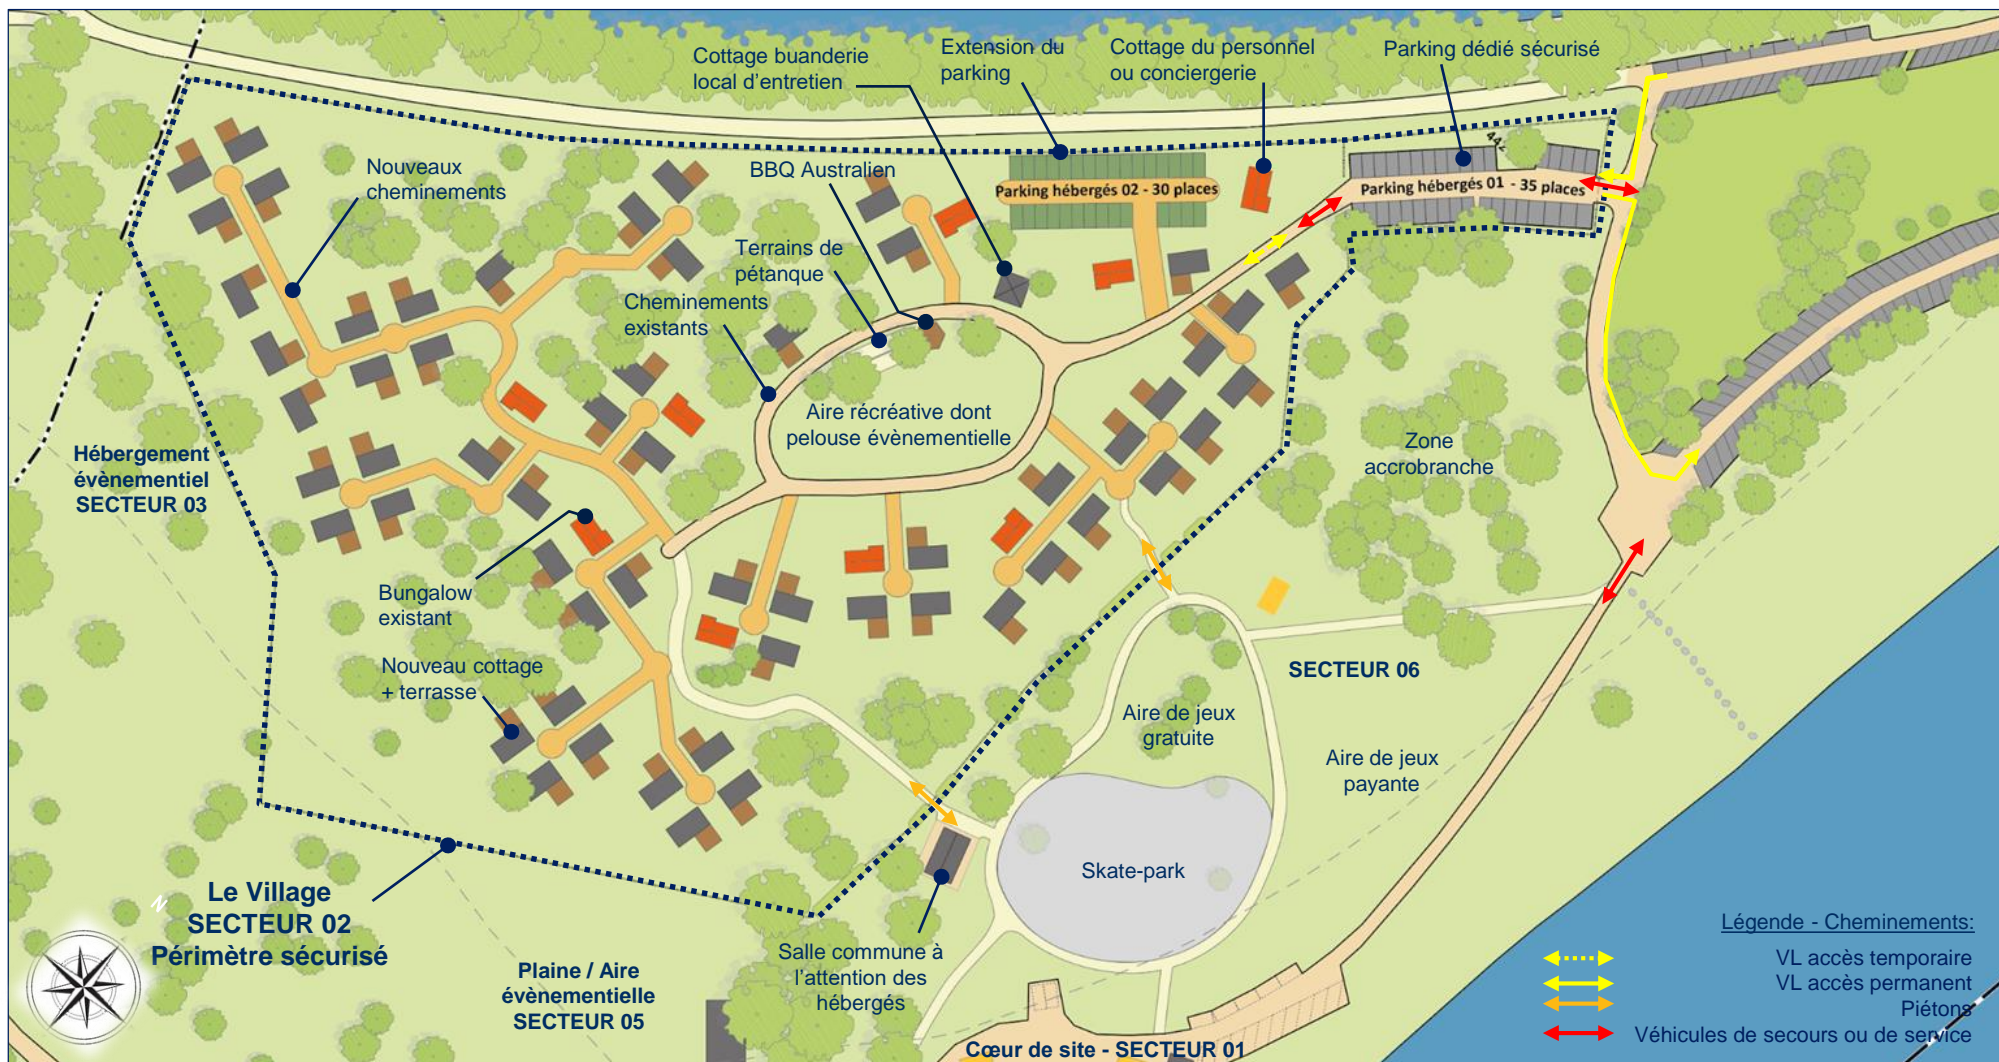 Cottage buanderie
local d'entretien
Extension du
parking
Cottage du personnel
ou conciergerie
Parking dédié sécurisé
Nouveaux
cheminements
BBQ Australien
Parking hébergés 02 - 30 places
Parking hébergés 01 - 35 places
Terrains de
pétanque
Cheminements
existants
Aire récréative dont
pelouse évènementielle
Zone
accrobranche
Hébergement
évènementiel
SECTEUR 03
Bungalow
existant
Nouveau cottage
+ terrasse
SECTEUR 06
Aire de jeux
gratuite
Aire de jeux
payante
Skate-park
Le Village
SECTEUR 02
Périmètre sécurisé
N
Plaine / Aire
évènementielle
SECTEUR 05
Salle commune à
l'attention des
hébergés
Cœur de site - SECTEUR 01
Légende - Cheminements:
VL accès temporaire
VL accès permanent
Piétons
Véhicules de secours ou de service